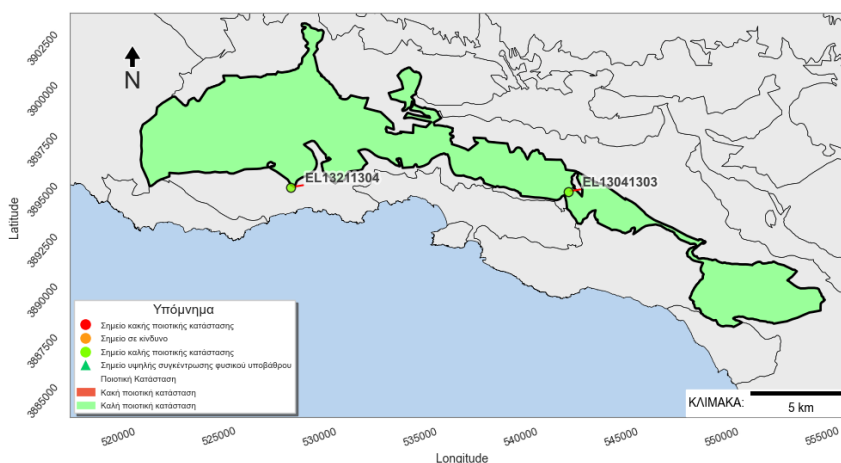 3902500
3900000
3897500
3895000
3892500
3890000
3887500
3885000
Latitude
N
EL13211304
EL13041303
Υπόμνημα
Σημείο κακής ποιοτικής κατάστασης
Σημείο σε κίνδυνο
Σημείο καλής ποιοτικής κατάστασης
Σημείο υψηλής συγκέντρωσης φυσικού υποβάθρου
Ποιοτική Κατάσταση
Κακή ποιοτική κατάσταση
Καλή ποιοτική κατάσταση
ΚΛΙΜΑΚΑ:
5 km
520000
525000
530000
535000
540000
545000
550000
555000
Longitude